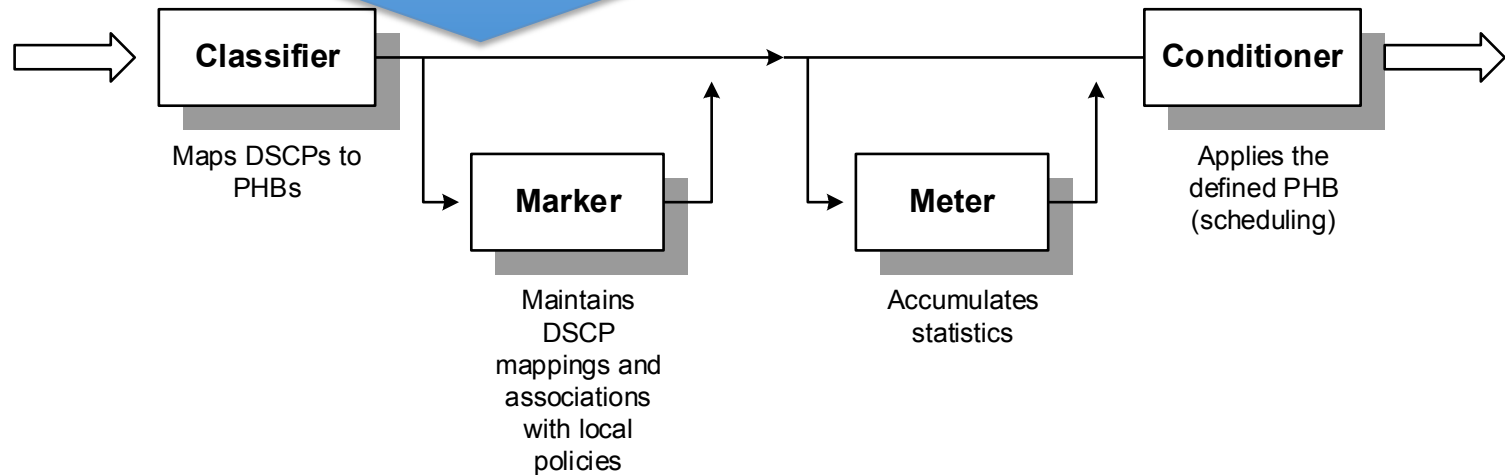 Classifier
Maps DSCPs to
PHBs
Marker
Maintains
DSCP
mappings and
associations
with local
policies
Meter
Accumulates
statistics
Conditioner
Applies the
defined PHB
(scheduling)